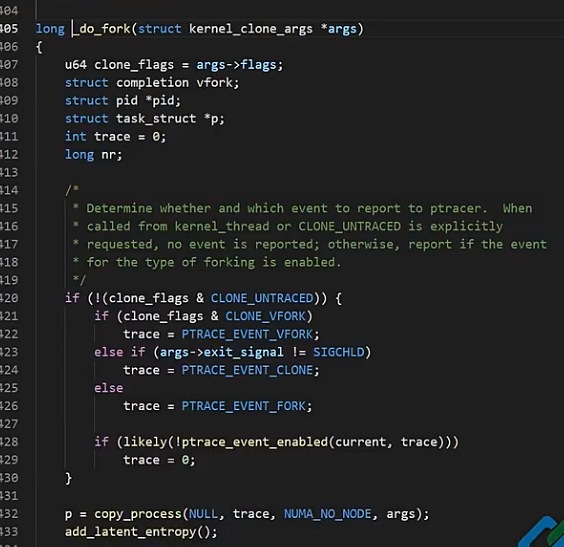 404
405 long _do_fork(struct kernel_clone_args *args)
406 {
407     u64 clone_flags = args->flags;
408     struct completion vfork;
409     struct pid *pid;
410     struct task_struct *p;
411     int trace = 0;
412     long nr;
413
414     /*
415      * Determine whether and which event to report to ptracer.  When
416      * called from kernel_thread or CLONE_UNTRACED is explicitly
417      * requested, no event is reported; otherwise, report if the event
418      * for the type of forking is enabled.
419      */
420     if (!(clone_flags & CLONE_UNTRACED)) {
421         if (clone_flags & CLONE_VFORK)
422             trace = PTRACE_EVENT_VFORK;
423         else if (args->exit_signal != SIGCHLD)
424             trace = PTRACE_EVENT_CLONE;
425         else
426             trace = PTRACE_EVENT_FORK;
427
428         if (likely(!ptrace_event_enabled(current, trace)))
429             trace = 0;
430     }
431
432     p = copy_process(NULL, trace, NUMA_NO_NODE, args);
433     add_latent_entropy();